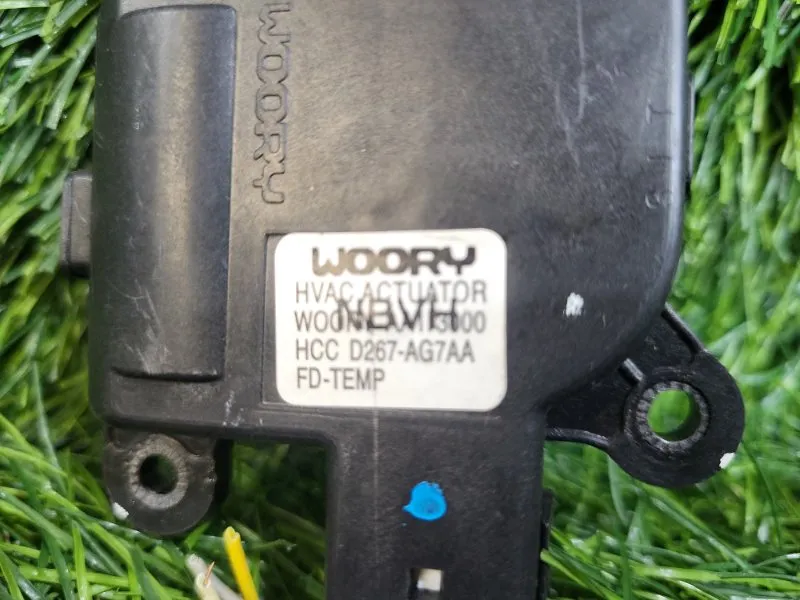 WOORY
WOORY
HVAC ACTUATOR
NBVH
HCC D267-AG7AA
FD-TEMP